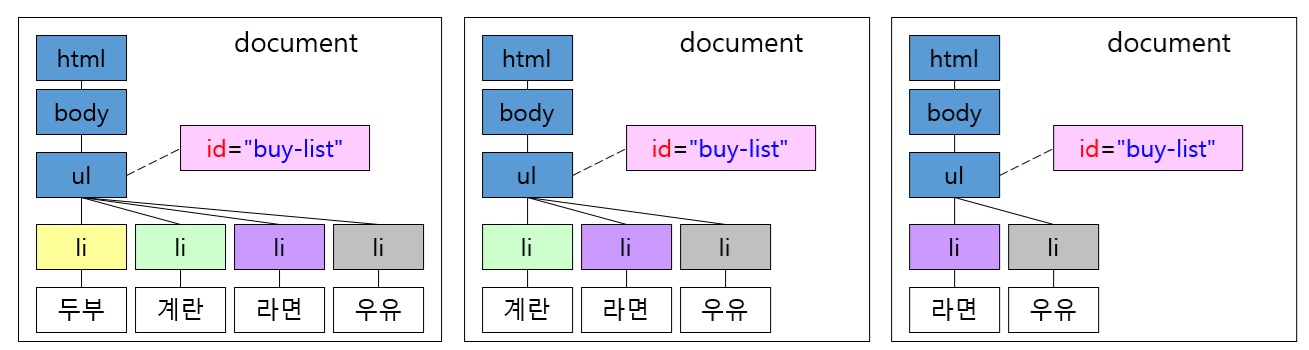 document
html
body
id="buy-list"
ul
li li li li
두부 계란 라면 우유
document
html
body
id="buy-list"
ul
li li li
계란 라면 우유
document
html
body
id="buy-list"
ul
li li
라면 우유